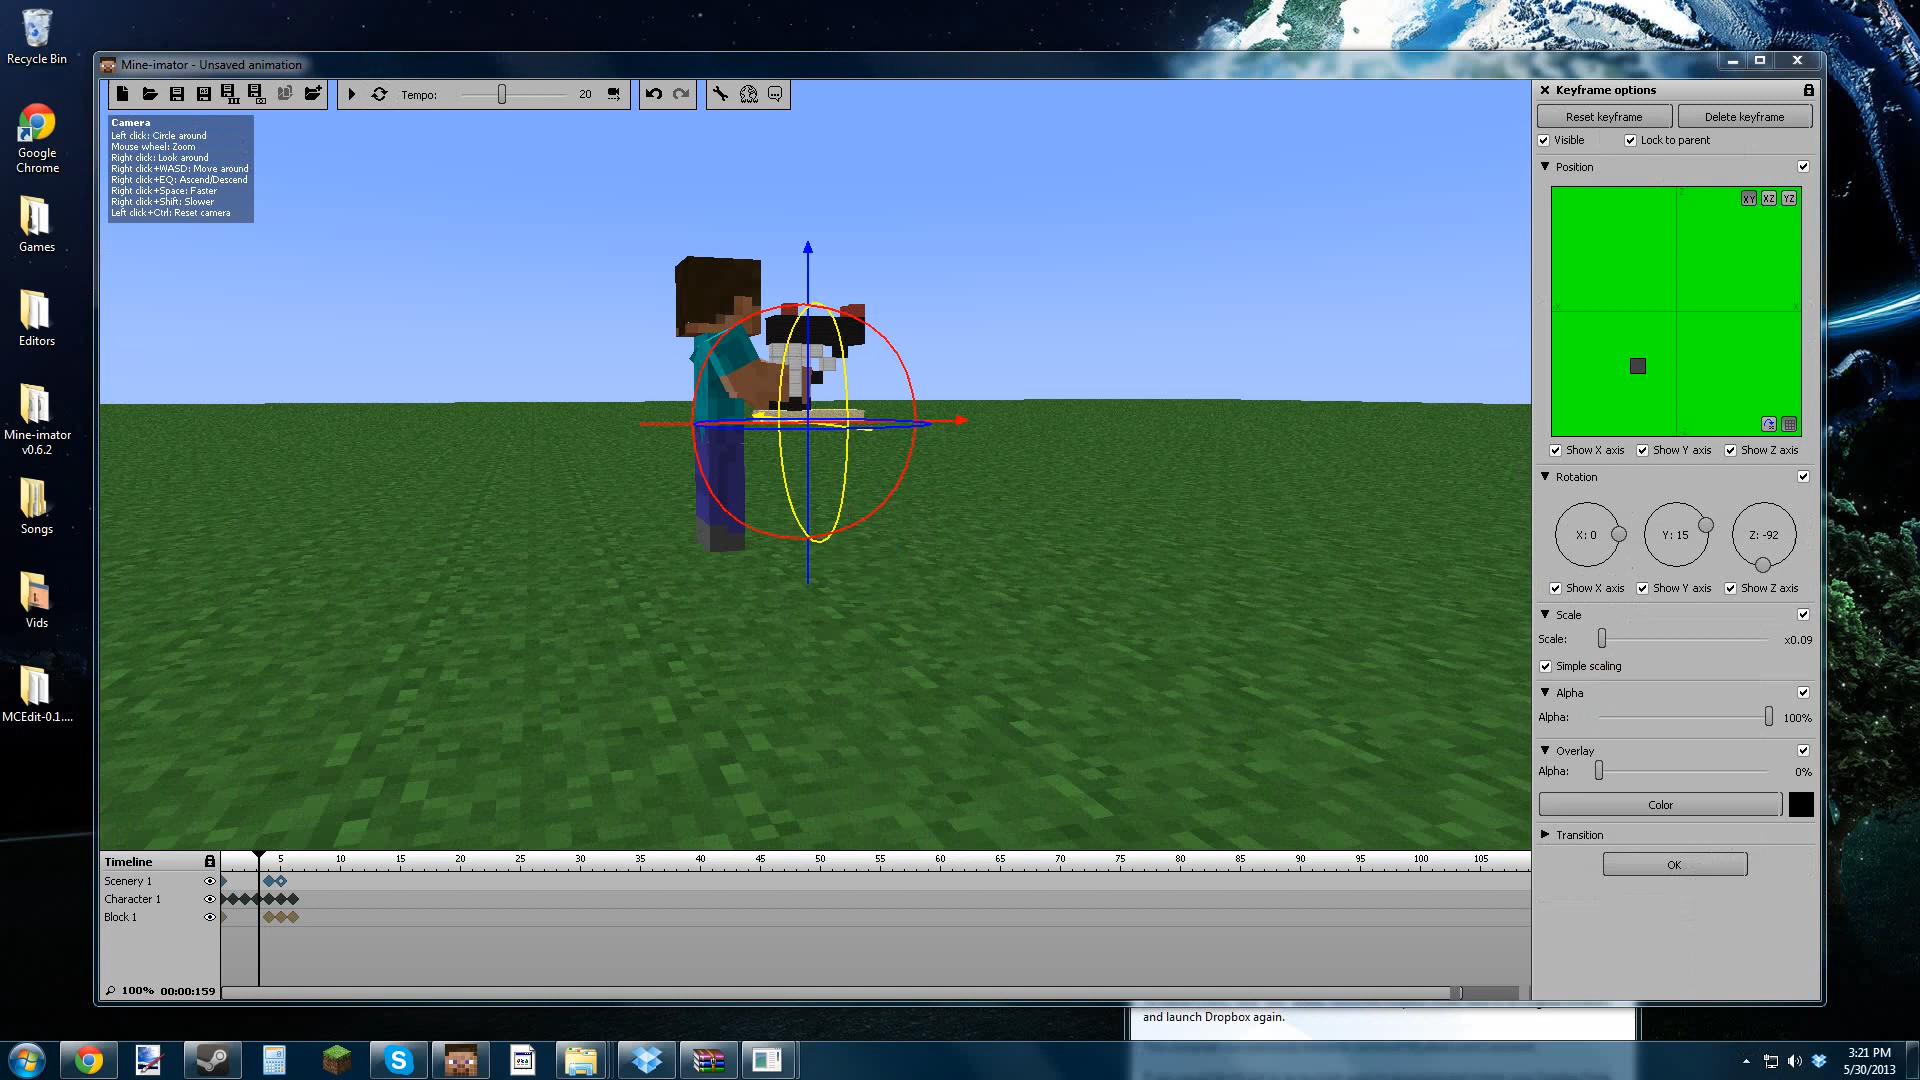 Recycle Bin
Google Chrome
Games
Editors
Mine-imator v0.6.2
Songs
Vids
MCEdit-0.1....
Mine-imator - Unsaved animation
Tempo: 20
Camera
Left click: Circle around
Mouse wheel: Zoom
Right click: Look around
Right click+WASD: Move around
Right click+EQ: Ascend/Descend
Right click+Space: Faster
Right click+Shift: Slower
Left click+Ctrl: Reset camera
Keyframe options
Reset keyframe Delete keyframe
Visible Lock to parent
Position
XY XZ YZ
Show X axis Show Y axis Show Z axis
Rotation
X: 0 Y: 15 Z: -92
Show X axis Show Y axis Show Z axis
Scale
Scale: x0.09
Simple scaling
Alpha
Alpha: 100%
Overlay
Alpha: 0%
Color
Transition
OK
Timeline
5 10 15 20 25 30 35 40 45 50 55 60 65 70 75 80 85 90 95 100 105
Scenery 1
Character 1
Block 1
100% 00:00:159
and launch Dropbox again.
3:21 PM
5/30/2013